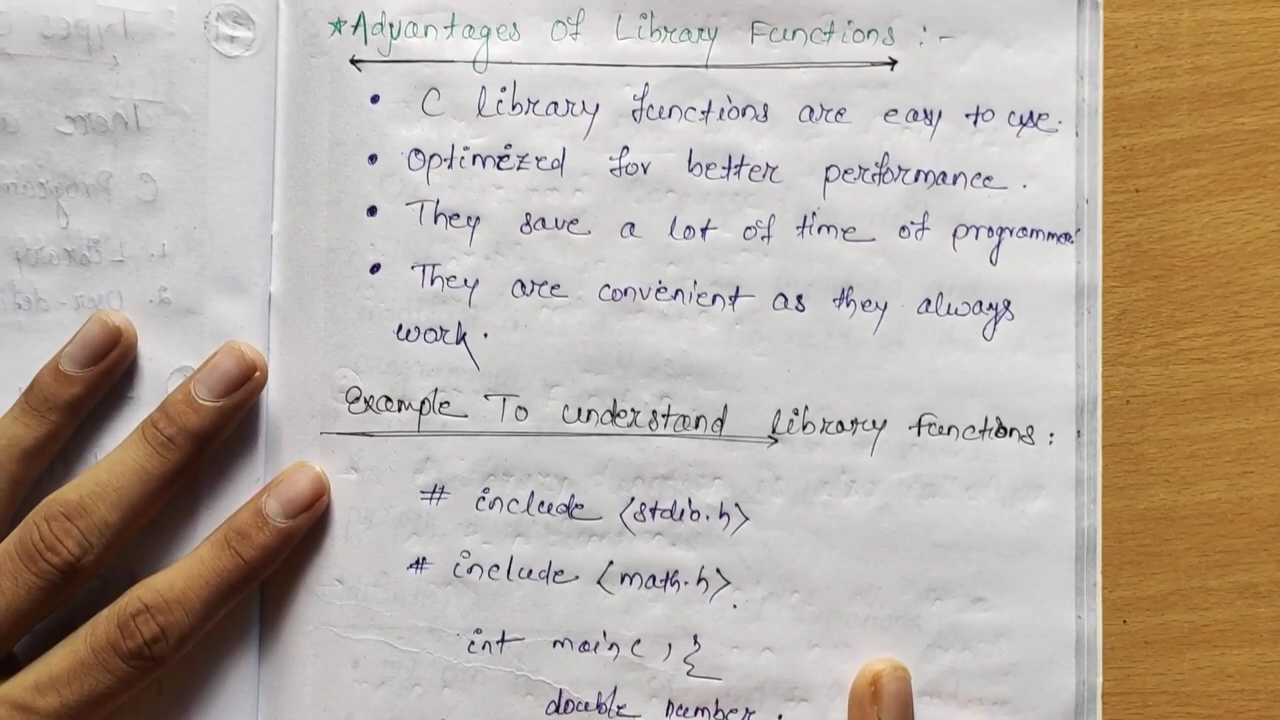 *Advantages Of Library Functions :-
• C library functions are easy to use.
• Optimized for better performance.
• They save a lot of time of programmer
• They are convenient as they always
work.
Example To understand library functions:
# include <stdib.h>
# include <math.h>.
int main( ) {
double number.